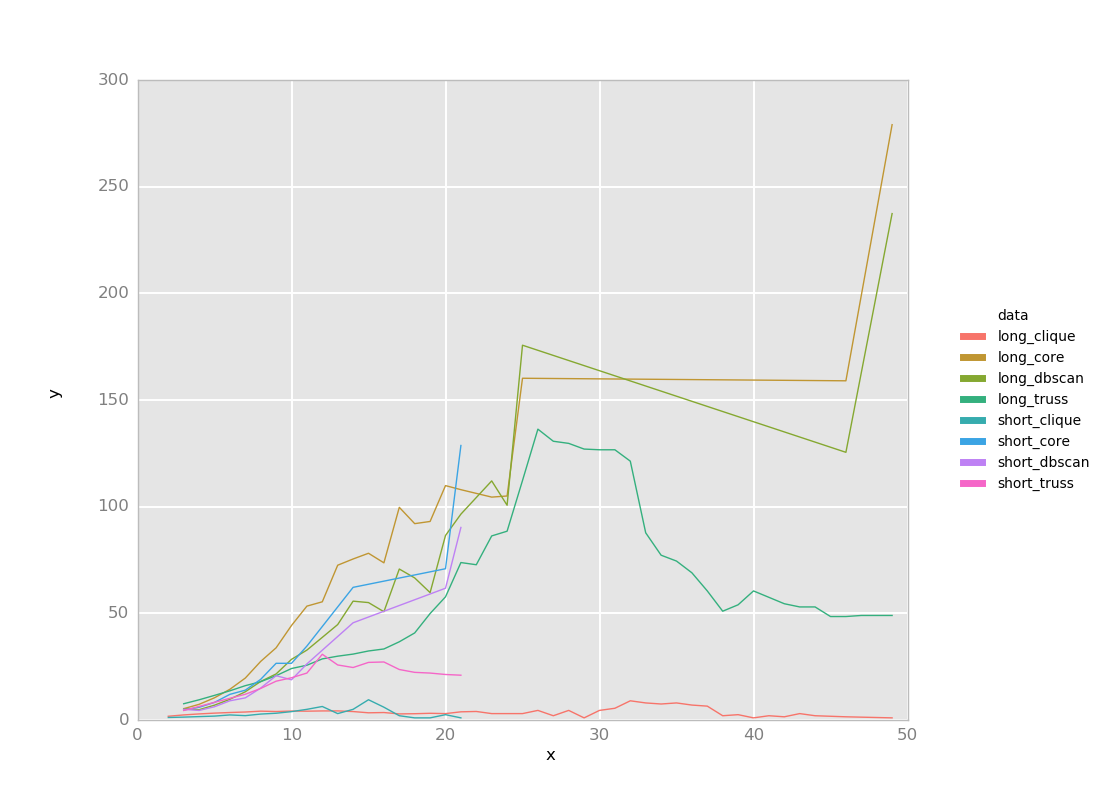 300
250
200
150
100
50
0
y
0 10 20 30 40 50
x
data
long_clique
long_core
long_dbscan
long_truss
short_clique
short_core
short_dbscan
short_truss